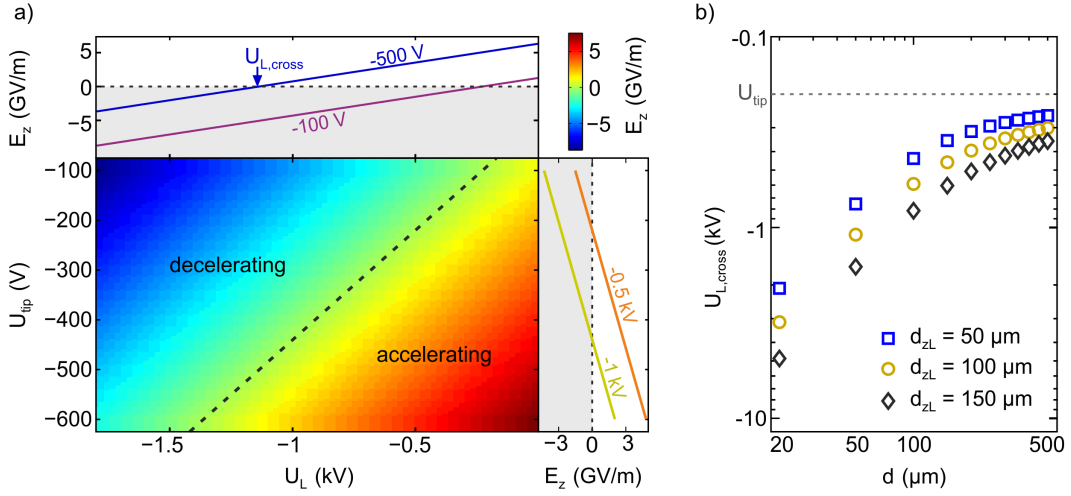 a)
b)
E_z (GV/m)
5
0
−5
U_L,cross
-500 V
-100 V
5
0
−5
E_z (GV/m)
U_tip (V)
−100
−200
−300
−400
−500
−600
decelerating
accelerating
−1.5
−1
−0.5
U_L (kV)
-0.5 kV
-1 kV
−3
0
3
E_z (GV/m)
U_L,cross (kV)
-0.1
U_tip
-1
-10
d_zL = 50 µm
d_zL = 100 µm
d_zL = 150 µm
20
50
100
500
d (µm)